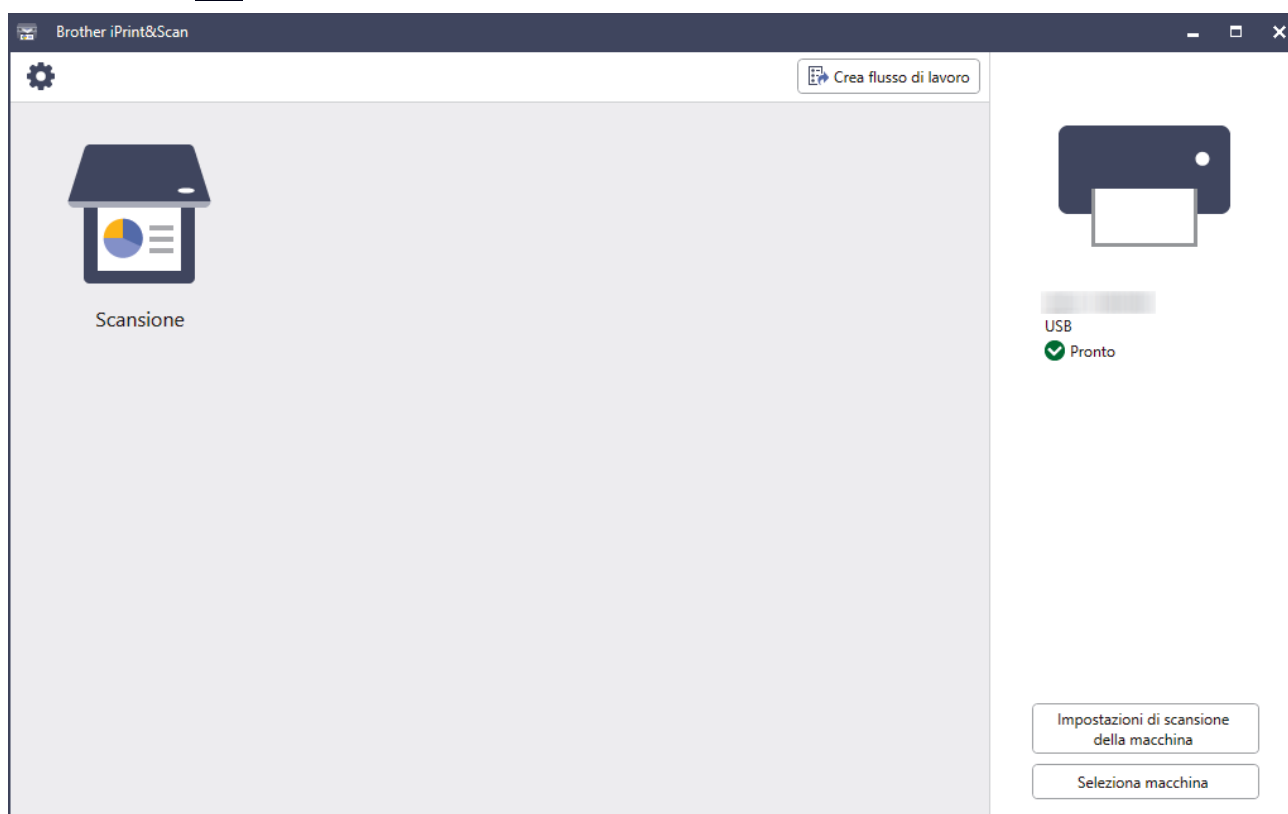 Brother iPrint&Scan
Crea flusso di lavoro
Scansione
USB
Pronto
Impostazioni di scansione
della macchina
Seleziona macchina